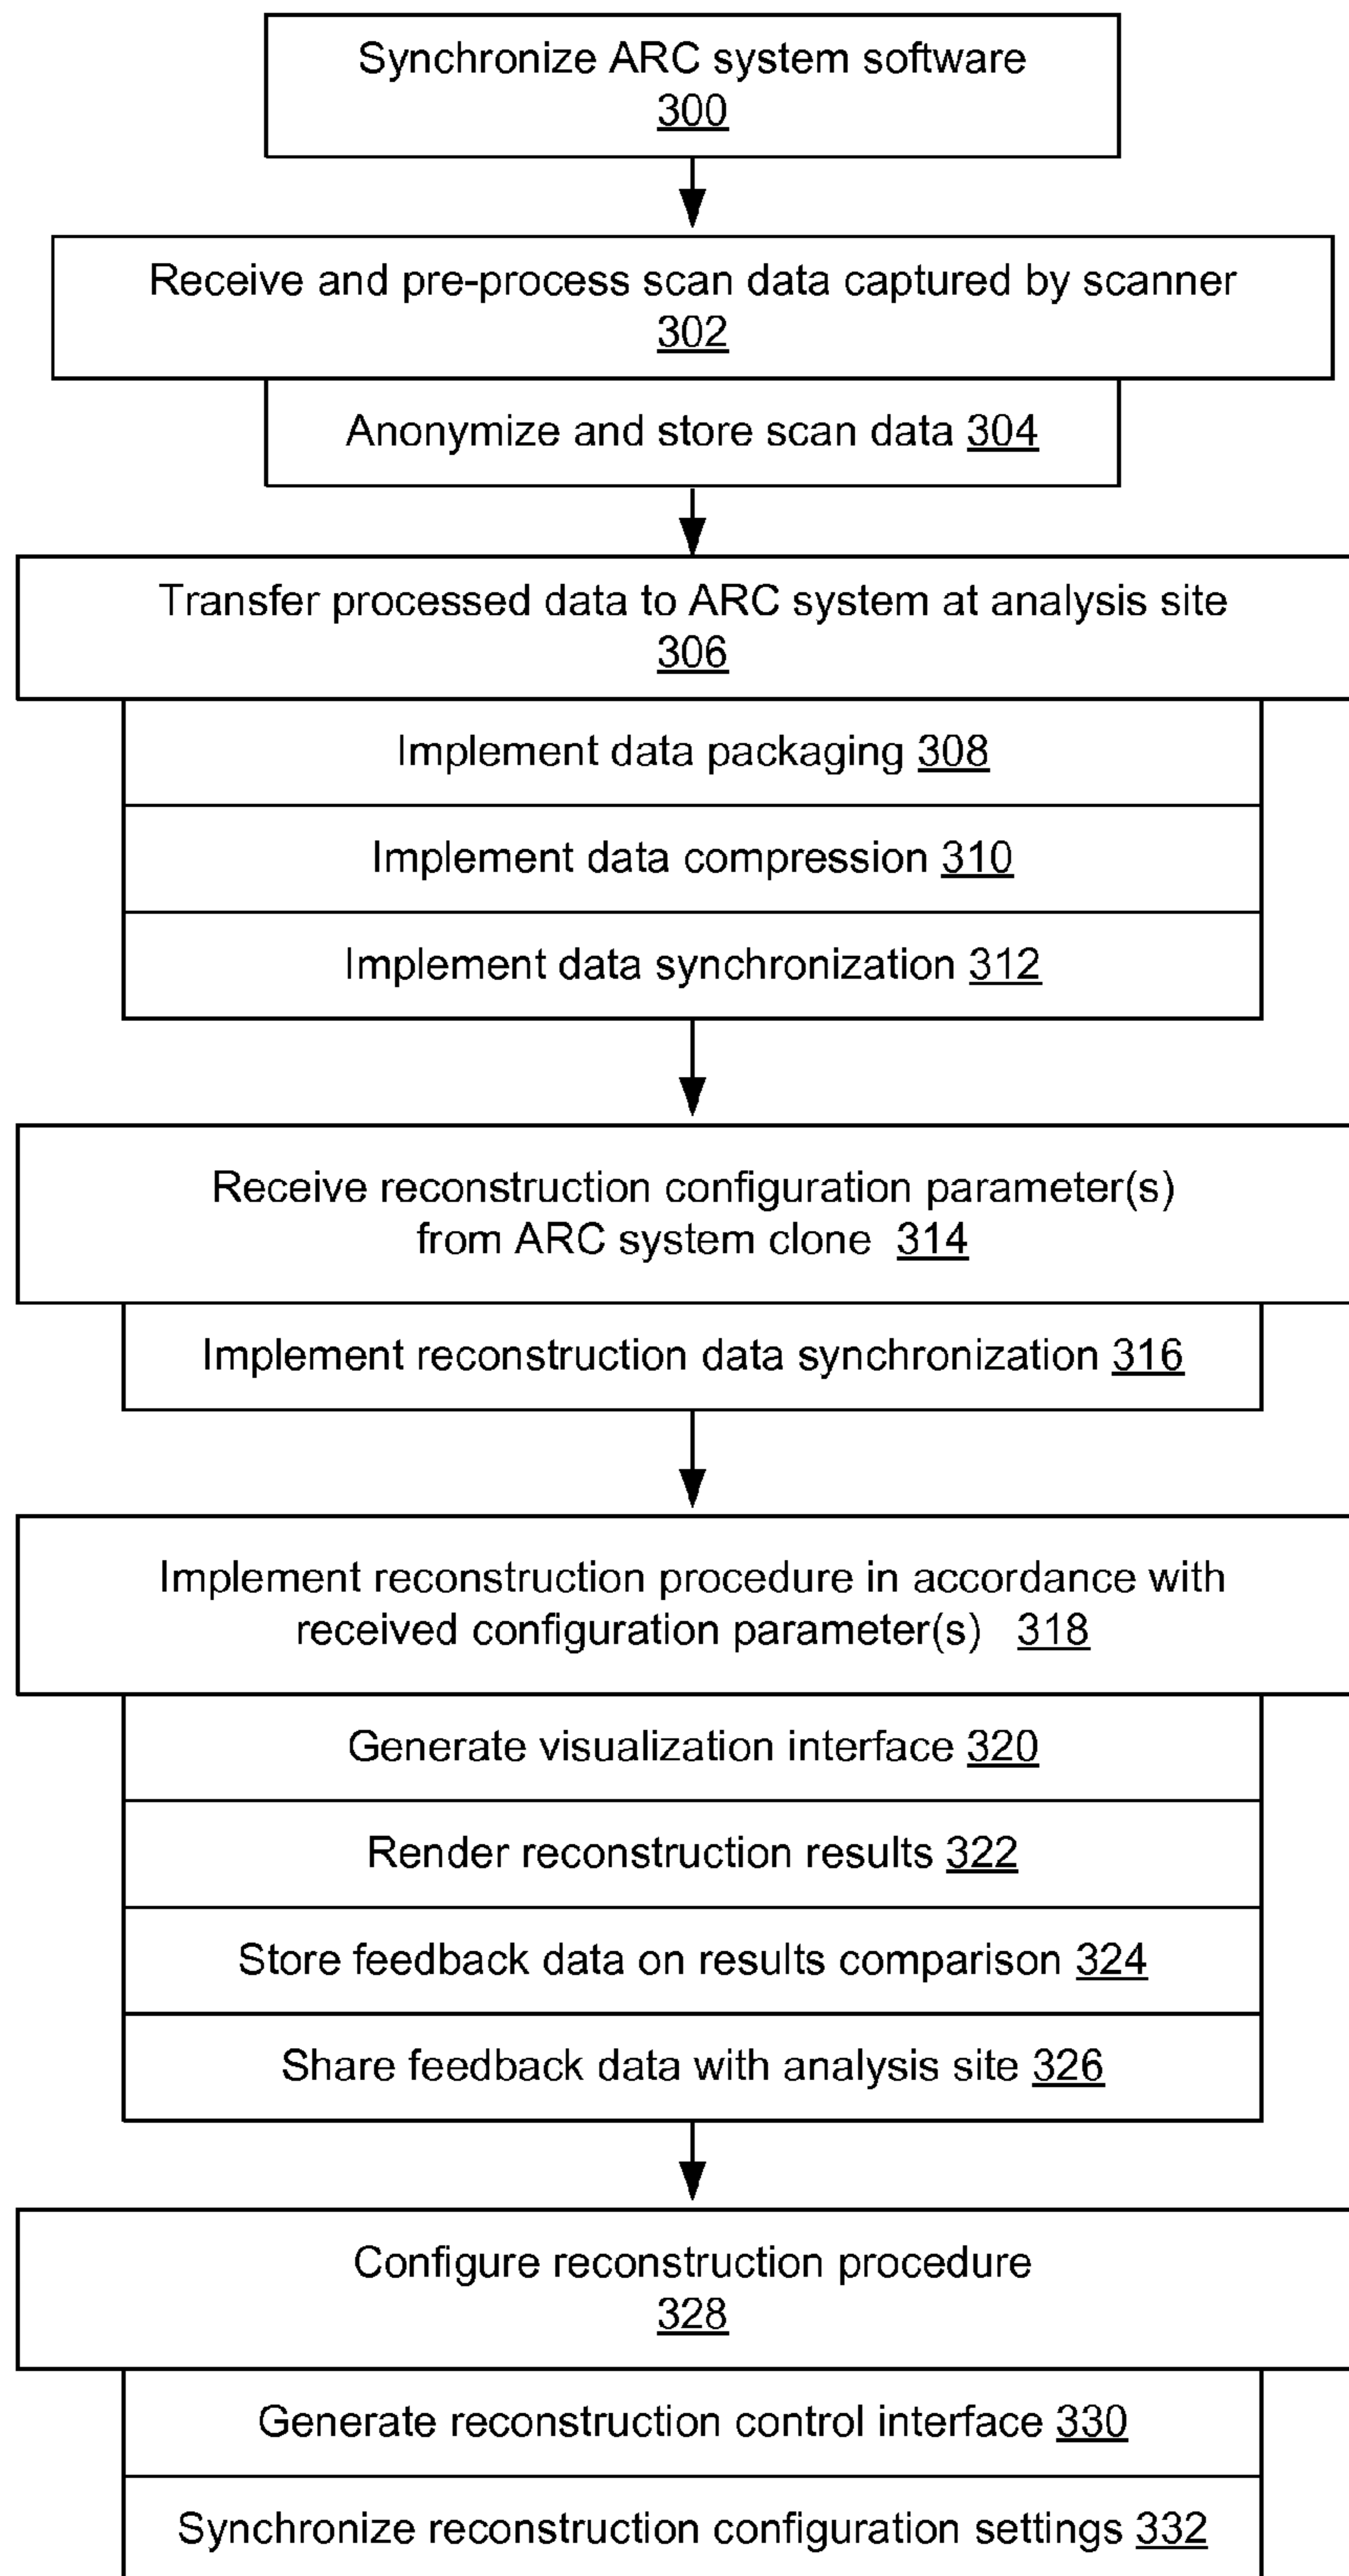 Synchronize ARC system software
300
Receive and pre-process scan data captured by scanner
302
Anonymize and store scan data 304
Transfer processed data to ARC system at analysis site
306
Implement data packaging 308
Implement data compression 310
Implement data synchronization 312
Receive reconstruction configuration parameter(s)
from ARC system clone 314
Implement reconstruction data synchronization 316
Implement reconstruction procedure in accordance with
received configuration parameter(s) 318
Generate visualization interface 320
Render reconstruction results 322
Store feedback data on results comparison 324
Share feedback data with analysis site 326
Configure reconstruction procedure
328
Generate reconstruction control interface 330
Synchronize reconstruction configuration settings 332